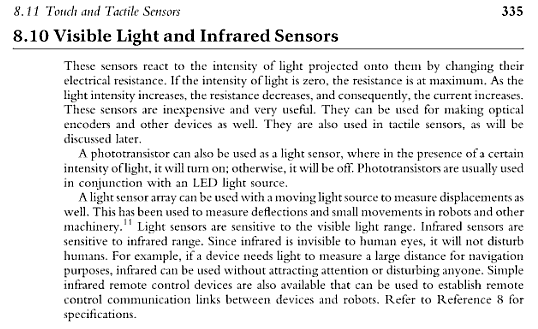 8.11 Touch and Tactile Sensors 335
8.10 Visible Light and Infrared Sensors
These sensors react to the intensity of light projected onto them by changing their
electrical resistance. If the intensity of light is zero, the resistance is at maximum. As the
light intensity increases, the resistance decreases, and consequently, the current increases.
These sensors are inexpensive and very useful. They can be used for making optical
encoders and other devices as well. They are also used in tactile sensors, as will be
discussed later.
A phototransistor can also be used as a light sensor, where in the presence of a certain
intensity of light, it will turn on; otherwise, it will be off. Phototransistors are usually used
in conjunction with an LED light source.
A light sensor array can be used with a moving light source to measure displacements as
well. This has been used to measure deflections and small movements in robots and other
machinery.11 Light sensors are sensitive to the visible light range. Infrared sensors are
sensitive to infrared range. Since infrared is invisible to human eyes, it will not disturb
humans. For example, if a device needs light to measure a large distance for navigation
purposes, infrared can be used without attracting attention or disturbing anyone. Simple
infrared remote control devices are also available that can be used to establish remote
control communication links between devices and robots. Refer to Reference 8 for
specifications.